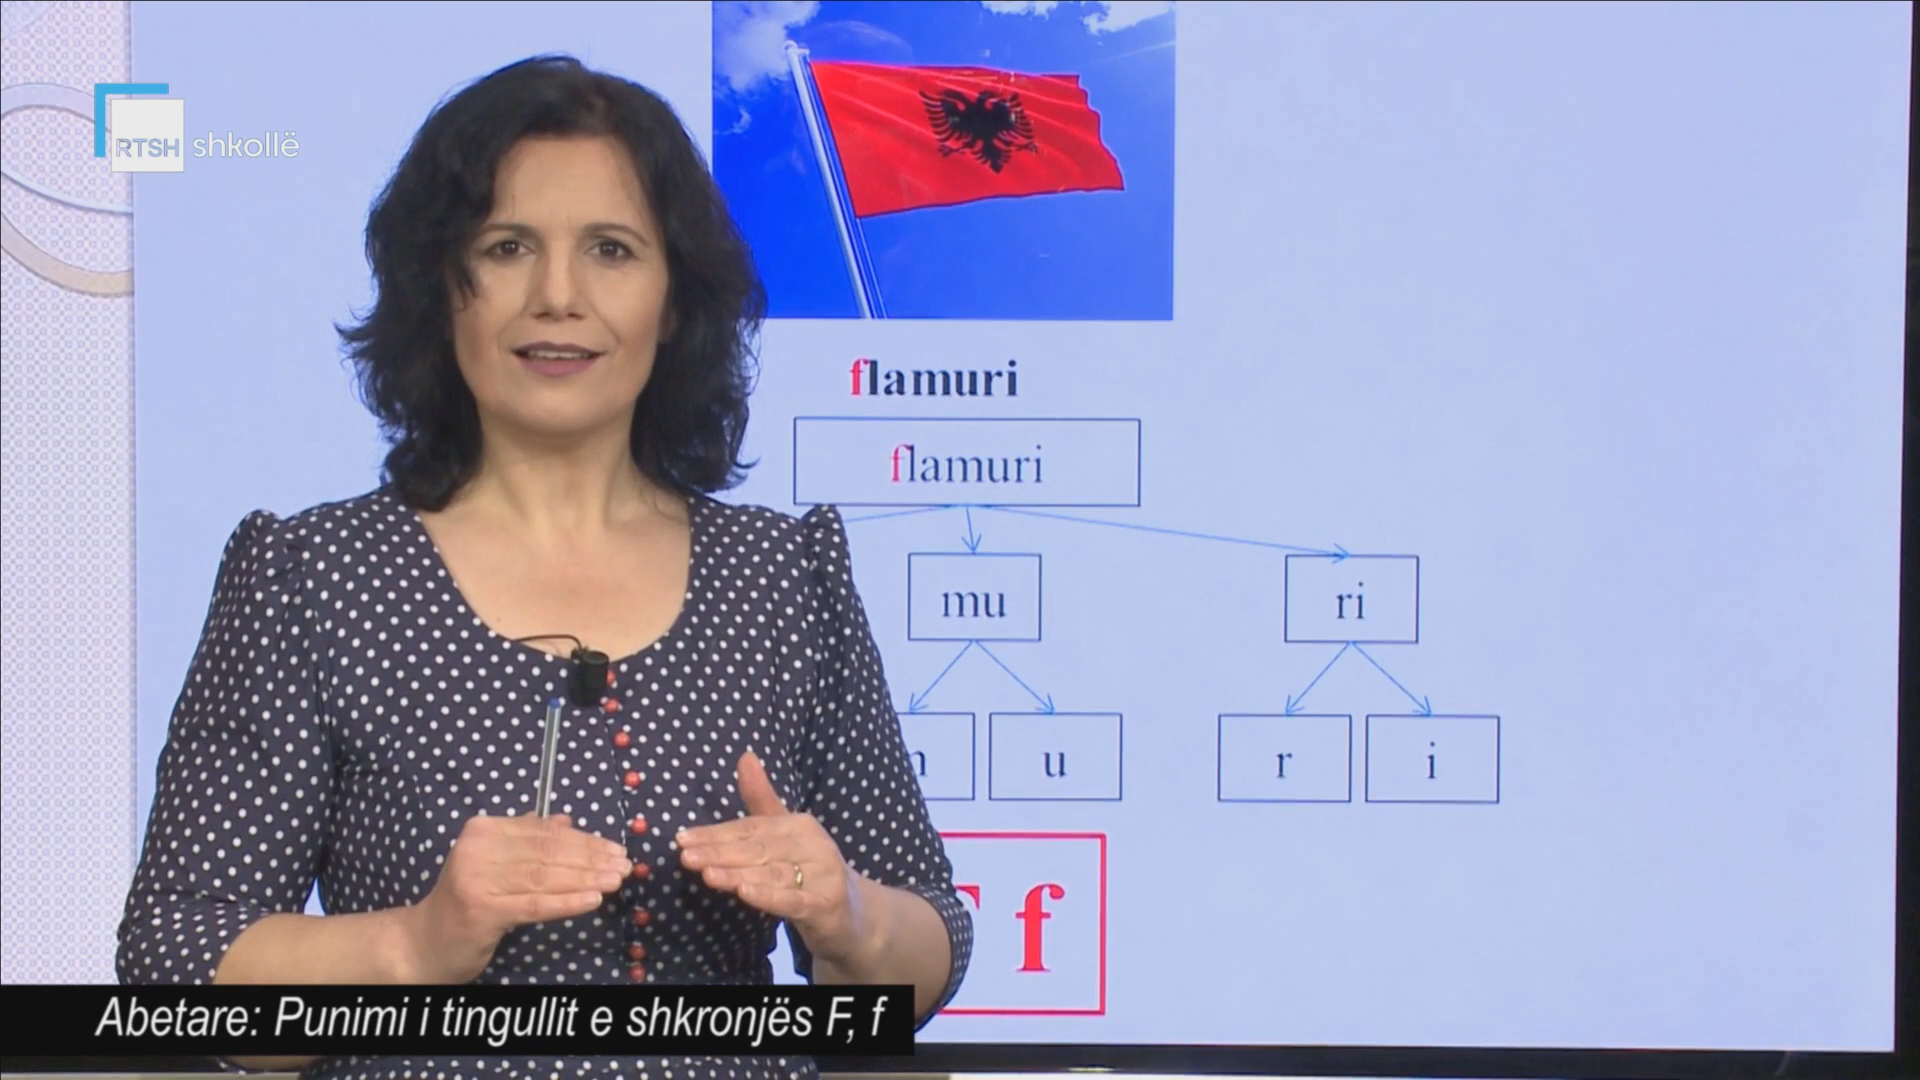 RTSH shkollë
flamuri
flamuri
mu ri
u r i
f
Abetare: Punimi i tingullit e shkronjës F, f